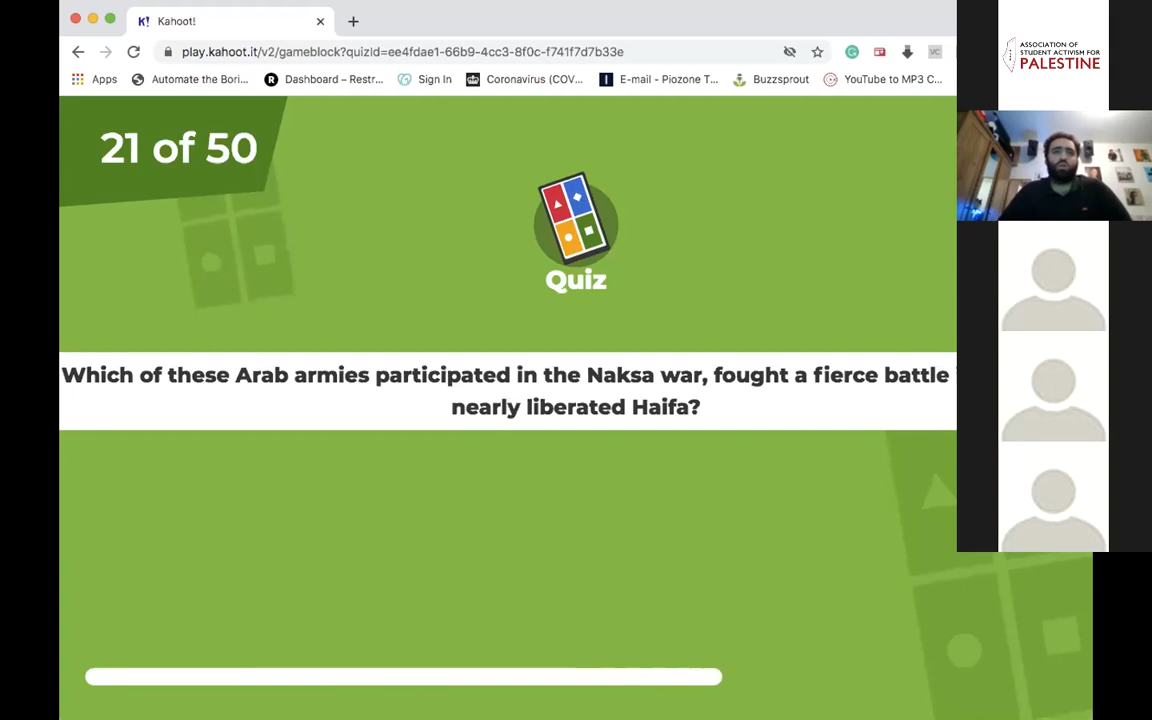 Kahoot!
play.kahoot.it/v2/gameblock?quizid=ee4fdae1-66b9-4cc3-8f0c-f741f7d7b33e
Apps Automate the Bori... Dashboard – Restr... Sign In Coronavirus (COV... E-mail - Piozone T... Buzzsprout YouTube to MP3 C...
ASSOCIATION OF
STUDENT ACTIVISM FOR
PALESTINE
21 of 50
Quiz
Which of these Arab armies participated in the Naksa war, fought a fierce battle
nearly liberated Haifa?